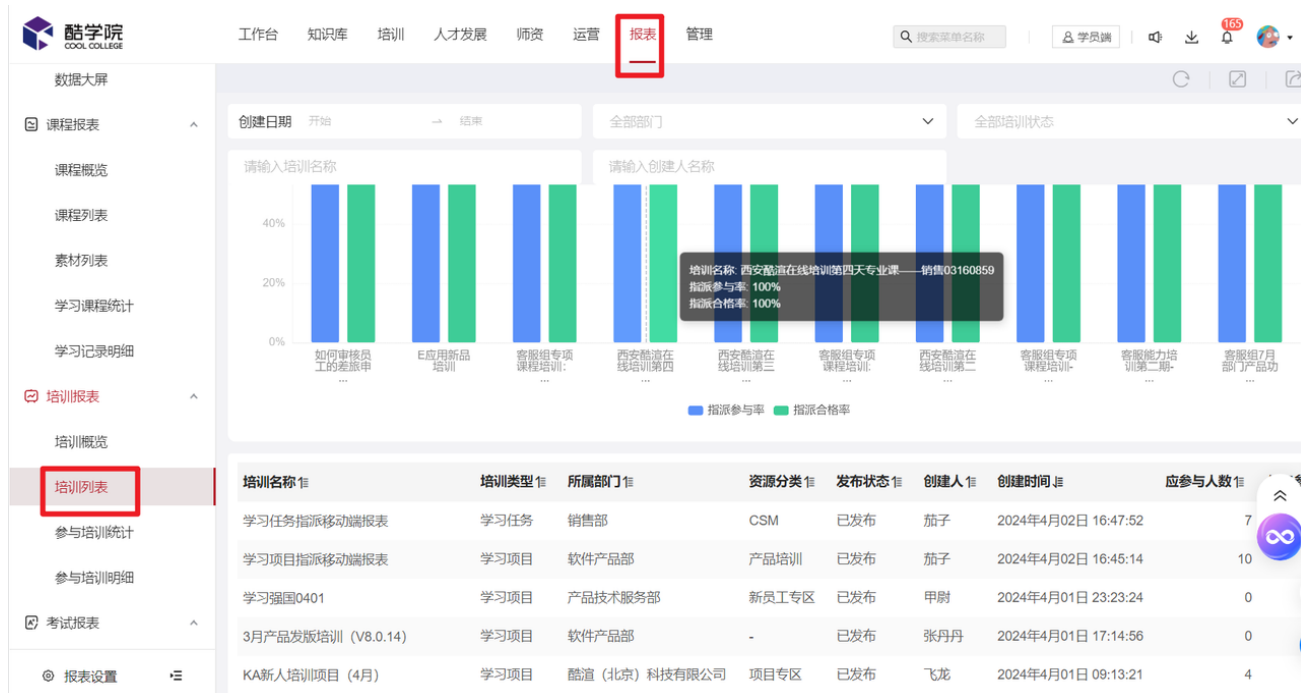 酷学院
COOL COLLEGE
工作台 知识库 培训 人才发展 师资 运营 报表 管理
搜索菜单名称
学员端
165
数据大屏
课程报表
课程概览
课程列表
素材列表
学习课程统计
学习记录明细
培训报表
培训概览
培训列表
参与培训统计
参与培训明细
考试报表
报表设置
创建日期 开始 → 结束 全部部门 全部培训状态
请输入培训名称 请输入创建人名称
40%
20%
0%
培训名称: 西安酷渲在线培训第四天专业课——销售03160859
指派参与率: 100%
指派合格率: 100%
如何审核员工的差旅申...
E应用新品培训
客服组专项课程培训:...
西安酷渲在线培训第四...
西安酷渲在线培训第三...
客服组专项课程培训:...
西安酷渲在线培训第二...
客服组专项课程培训-...
客服能力培训第二期-...
客服组7月部门产品功...
指派参与率 指派合格率
培训名称 培训类型 所属部门 资源分类 发布状态 创建人 创建时间 应参与人数
学习任务指派移动端报表 学习任务 销售部 CSM 已发布 茄子 2024年4月02日 16:47:52 7
学习项目指派移动端报表 学习项目 软件产品部 产品培训 已发布 茄子 2024年4月02日 16:45:14 10
学习强国0401 学习项目 产品技术服务部 新员工专区 已发布 甲尉 2024年4月01日 23:23:24 0
3月产品发版培训（V8.0.14） 学习项目 软件产品部 - 已发布 张丹丹 2024年4月01日 17:14:56 0
KA新人培训项目（4月） 学习项目 酷渲（北京）科技有限公司 项目专区 已发布 飞龙 2024年4月01日 09:13:21 4